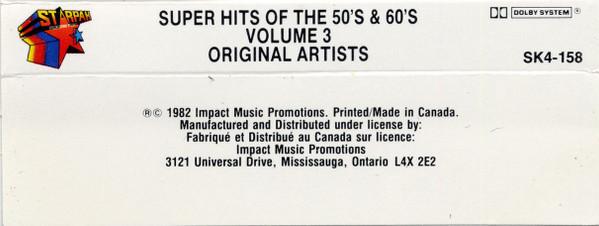 STARPAK
SUPER HITS OF THE 50'S & 60'S
VOLUME 3
ORIGINAL ARTISTS
DOLBY SYSTEM ®
SK4-158
®© 1982 Impact Music Promotions. Printed/Made in Canada.
Manufactured and Distributed under license by:
Fabriqué et Distribué au Canada sur licence:
Impact Music Promotions
3121 Universal Drive, Mississauga, Ontario L4X 2E2